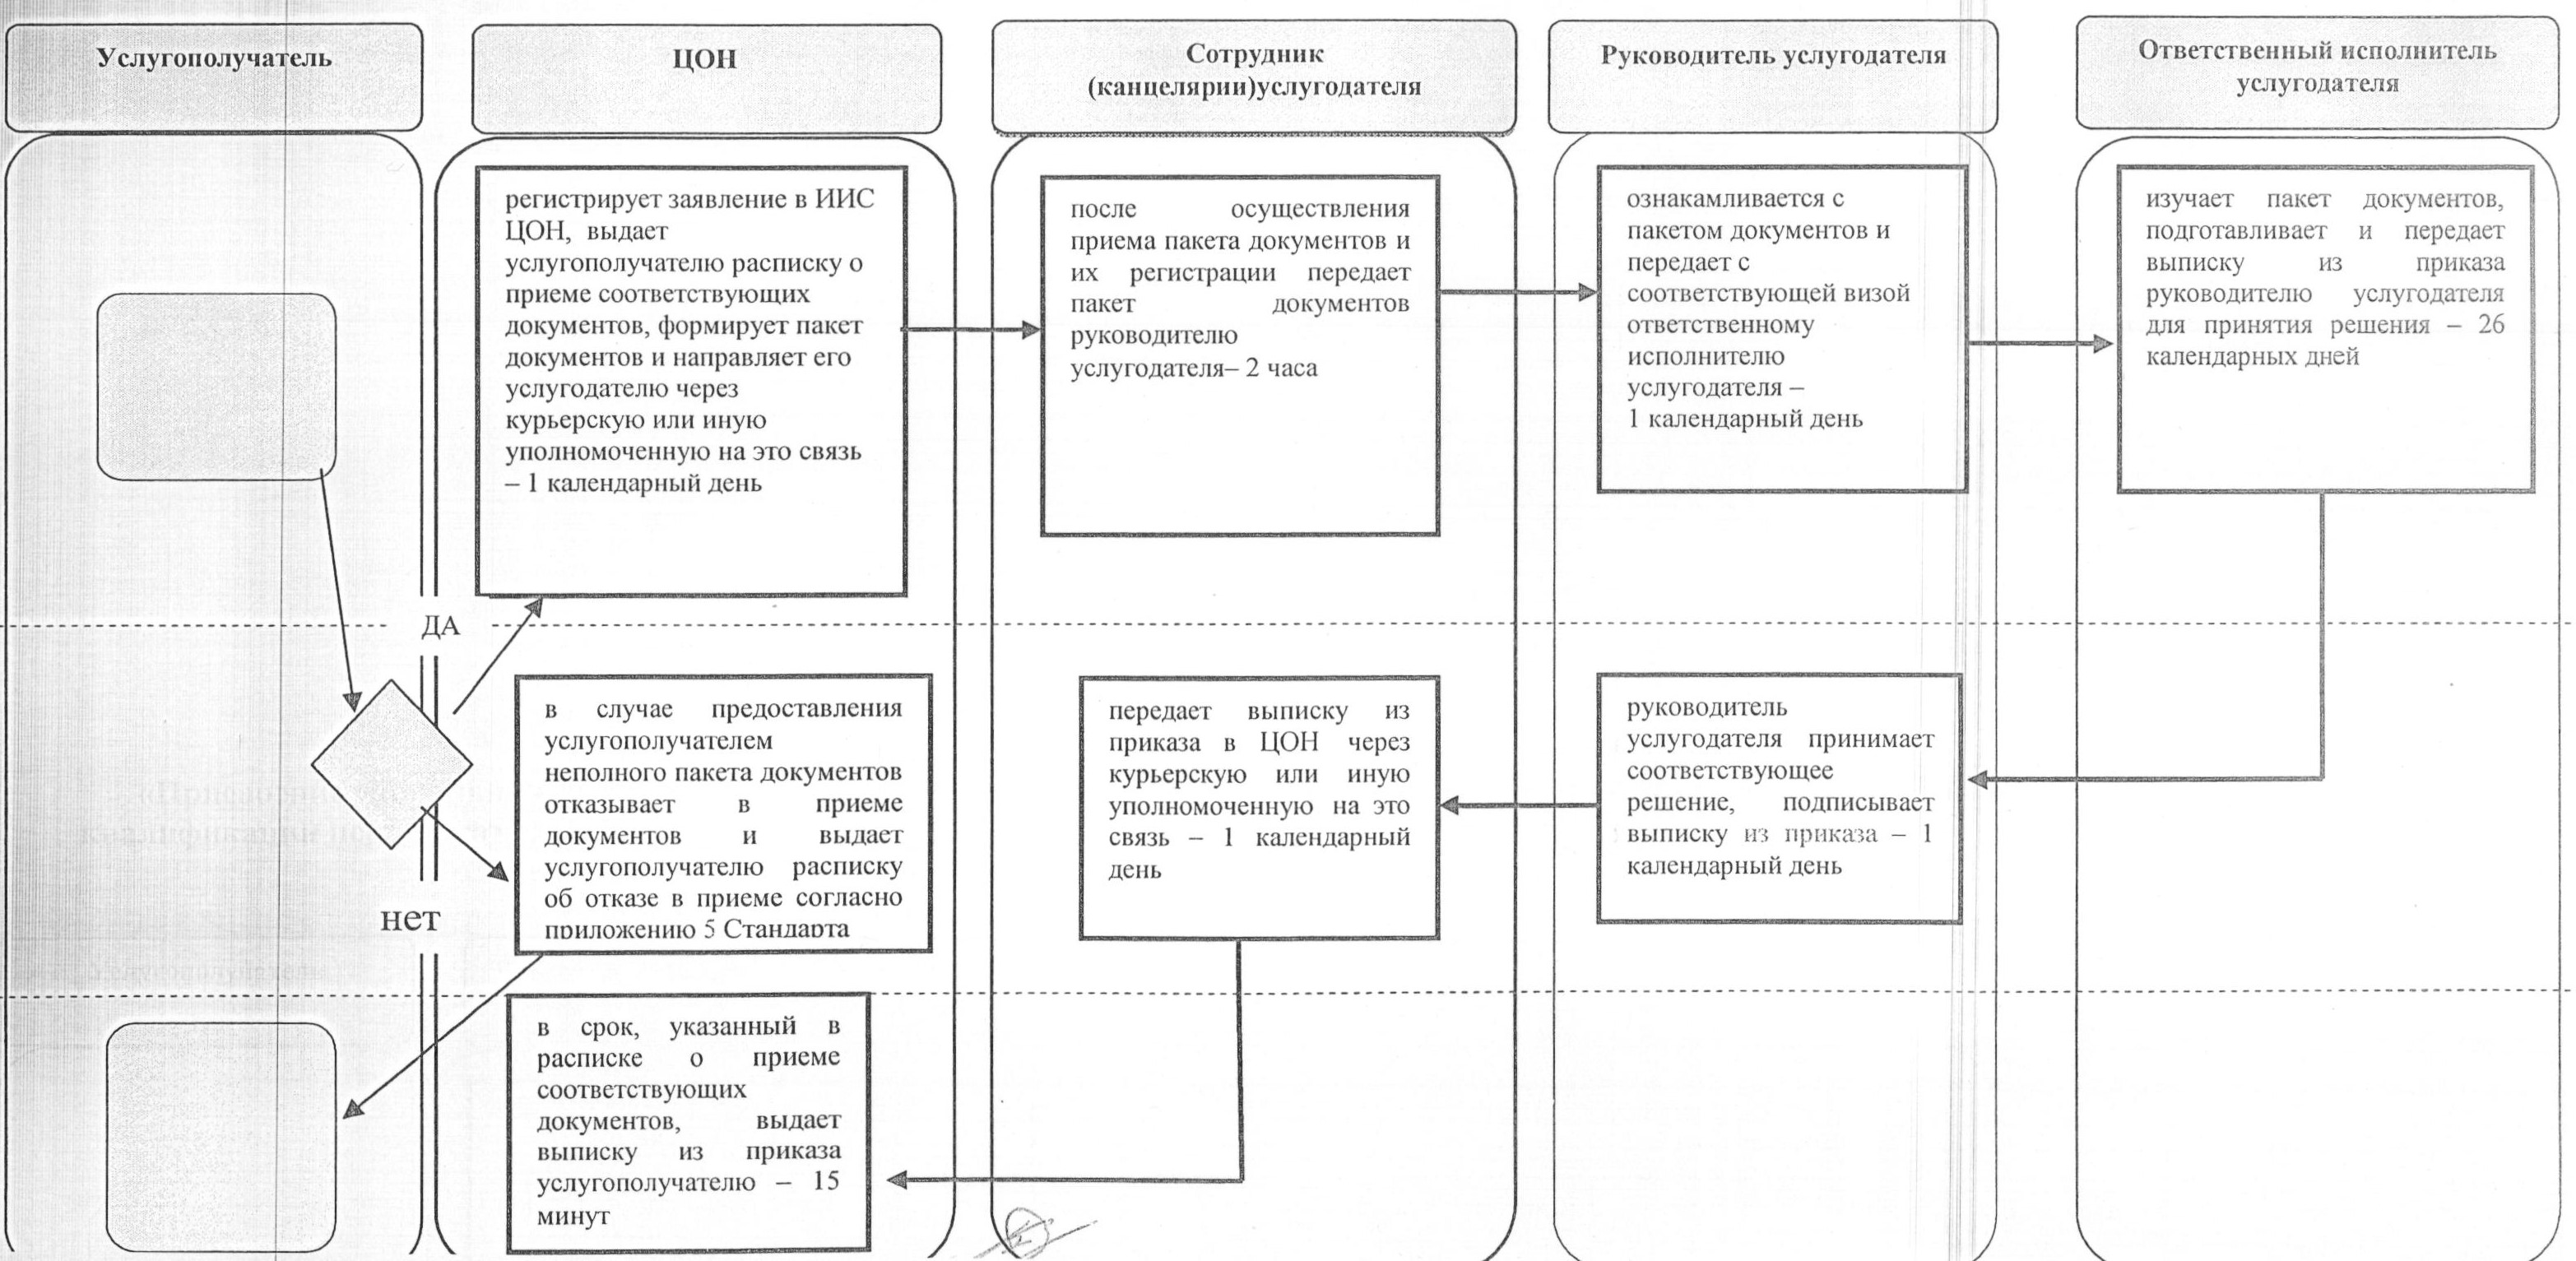 Услугополучатель
ЦОН
Сотрудник
(канцелярии)услугодателя
Руководитель услугодателя
Ответственный исполнитель
услугодателя
регистрирует заявление в ИИС
ЦОН, выдает
услугополучателю расписку о
приеме соответствующих
документов, формирует пакет
документов и направляет его
услугодателю через
курьерскую или иную
уполномоченную на это связь
– 1 календарный день
после осуществления
приема пакета документов и
их регистрации передает
пакет документов
руководителю
услугодателя– 2 часа
ознакамливается с
пакетом документов и
передает с
соответствующей визой
ответственному
исполнителю
услугодателя –
1 календарный день
изучает пакет документов,
подготавливает и передает
выписку из приказа
руководителю услугодателя
для принятия решения – 26
календарных дней
ДА
нет
в случае предоставления
услугополучателем
неполного пакета документов
отказывает в приеме
документов и выдает
услугополучателю расписку
об отказе в приеме согласно
приложению 5 Стандарта
передает выписку из
приказа в ЦОН через
курьерскую или иную
уполномоченную на это
связь – 1 календарный
день
руководитель
услугодателя принимает
соответствующее
решение, подписывает
выписку из приказа – 1
календарный день
в срок, указанный в
расписке о приеме
соответствующих
документов, выдает
выписку из приказа
услугополучателю – 15
минут